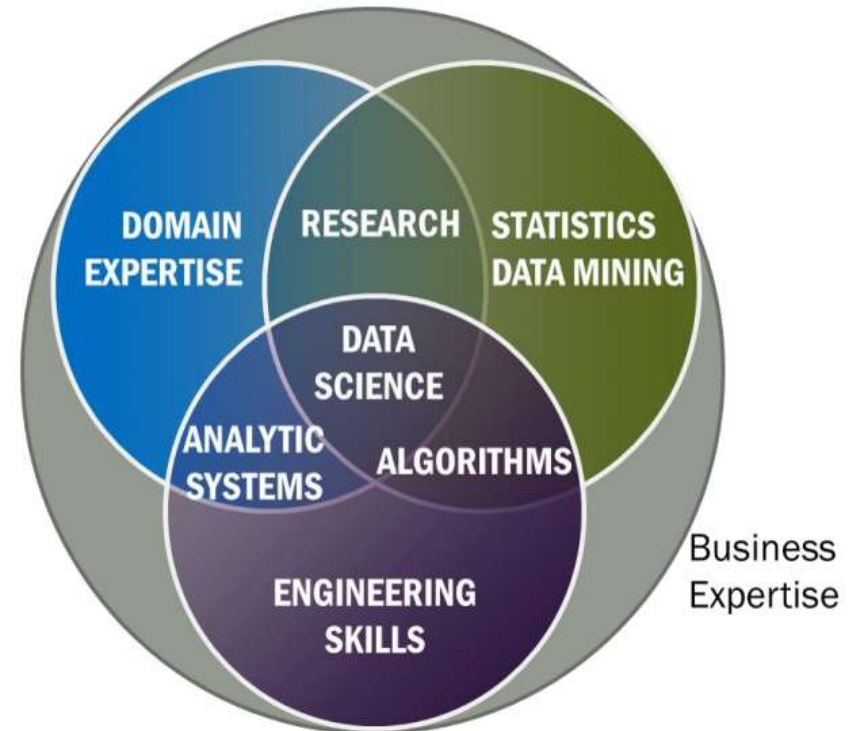 DOMAIN
EXPERTISE
RESEARCH
STATISTICS
DATA MINING
DATA
SCIENCE
ANALYTIC
SYSTEMS
ALGORITHMS
ENGINEERING
SKILLS
Business
Expertise